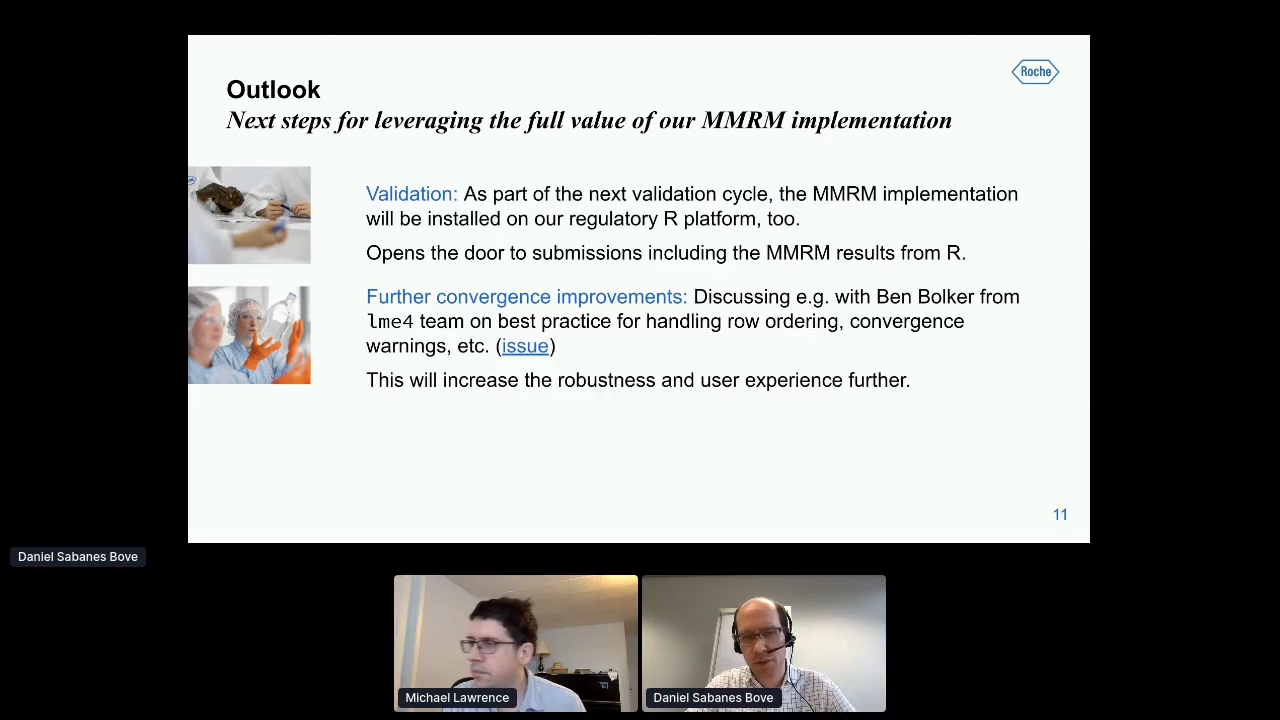 Roche
Outlook
Next steps for leveraging the full value of our MMRM implementation
Validation: As part of the next validation cycle, the MMRM implementation
will be installed on our regulatory R platform, too.
Opens the door to submissions including the MMRM results from R.
Further convergence improvements: Discussing e.g. with Ben Bolker from
lme4 team on best practice for handling row ordering, convergence
warnings, etc. (issue)
This will increase the robustness and user experience further.
11
Daniel Sabanes Bove
Michael Lawrence
Daniel Sabanes Bove